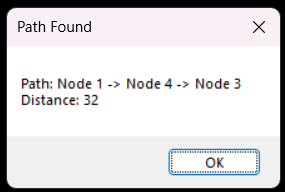 Path Found
Path: Node 1 -> Node 4 -> Node 3
Distance: 32
OK